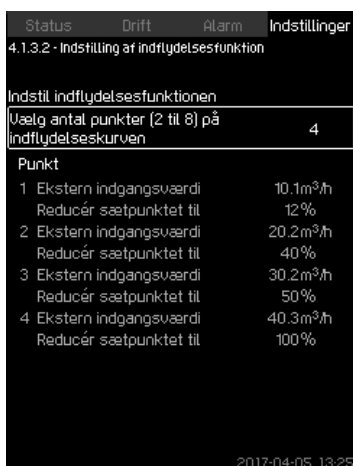 Status Drift Alarm Indstillinger
4.1.3.2 - Indstilling af indflydelsesfunktion
Indstil indflydelsesfunktionen
Vælg antal punkter (2 til 8) på 4
indflydelseskurven
Punkt
1 Ekstern indgangsværdi 10.1m³/h
Reducér sætpunktet til 12%
2 Ekstern indgangsværdi 20.2m³/h
Reducér sætpunktet til 40%
3 Ekstern indgangsværdi 30.2m³/h
Reducér sætpunktet til 50%
4 Ekstern indgangsværdi 40.3m³/h
Reducér sætpunktet til 100%
2017-04-05 13:25